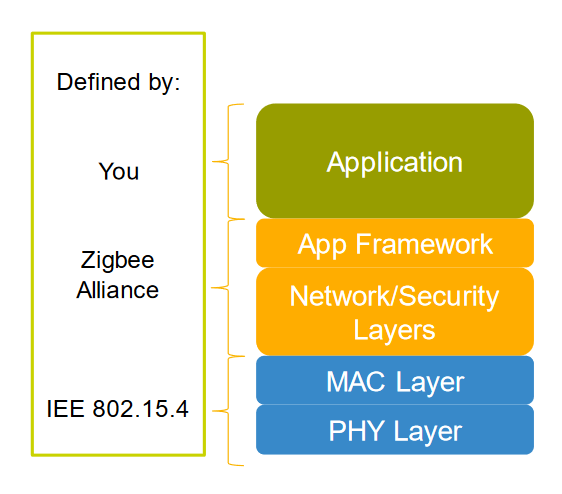 Defined by:
You
Zigbee
Alliance
IEE 802.15.4
Application
App Framework
Network/Security
Layers
MAC Layer
PHY Layer